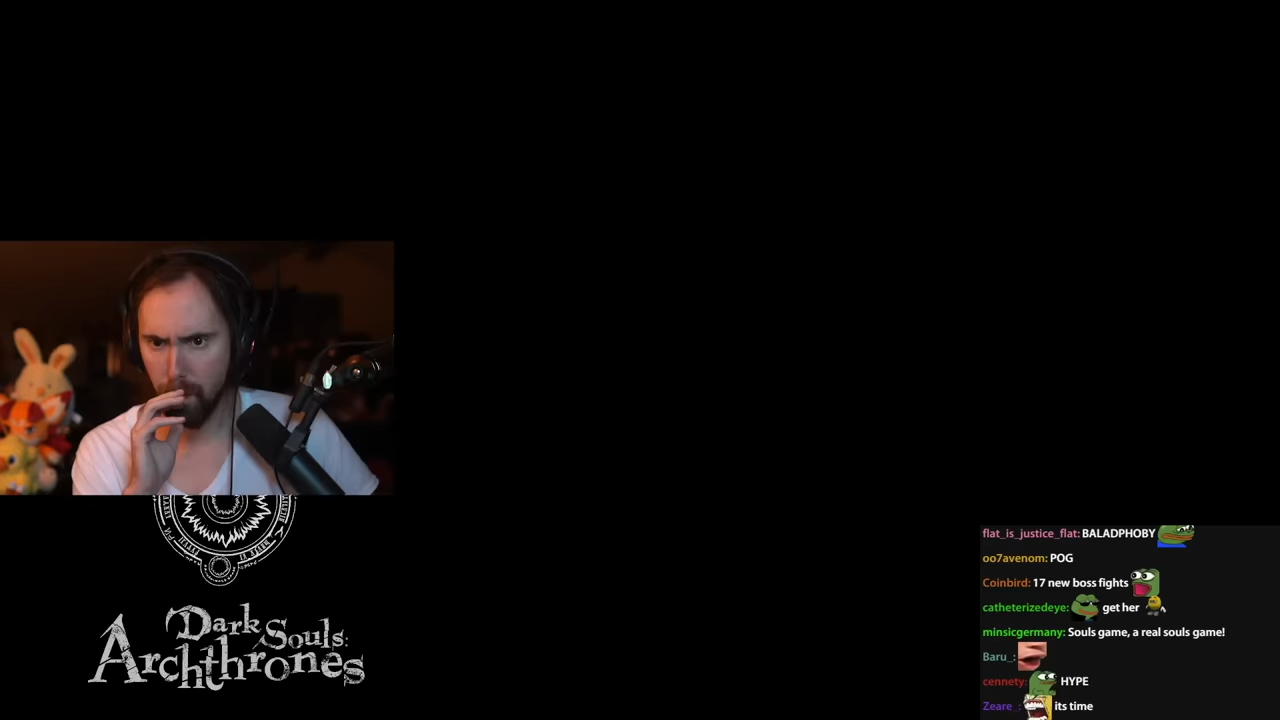 Dark Souls:
Archthrones
flat_is_justice_flat: BALADPHOBY
oo7avenom: POG
Coinbird: 17 new boss fights
catheterizedeye: get her
minsicgermany: Souls game, a real souls game!
Baru_:
cennety: HYPE
Zeare_: its time